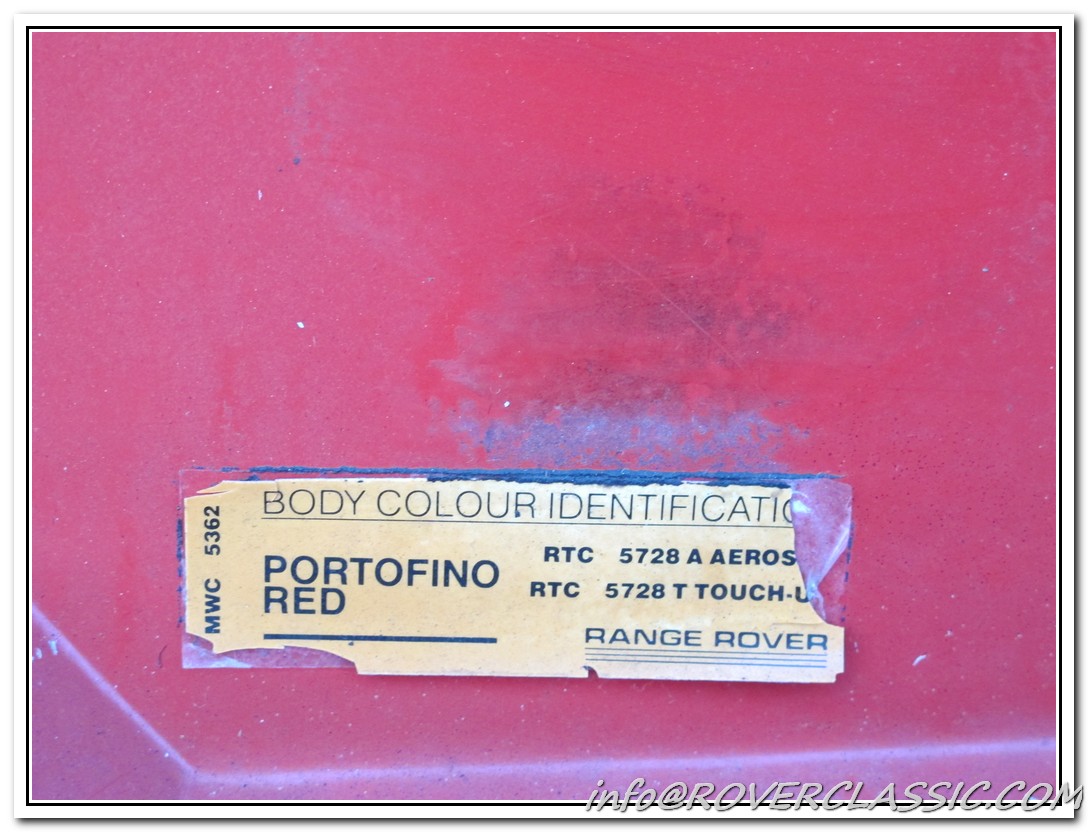 BODY COLOUR IDENTIFICATIO
MWC 5362
PORTOFINO
RED
RTC 5728 A AEROS
RTC 5728 T TOUCH-U
RANGE ROVER
info@ROVERCLASSIC.COM